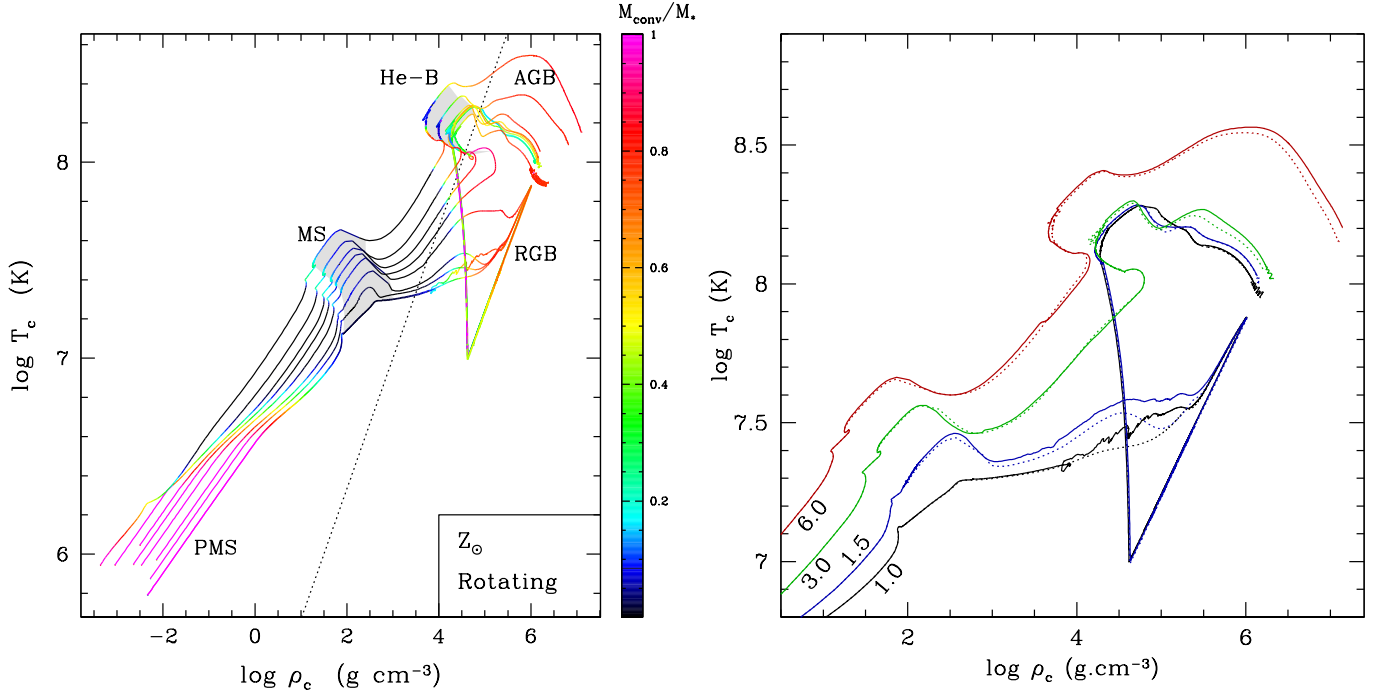 M_conv/M_*
He-B
AGB
MS
RGB
PMS
Z_⊙
Rotating
8
7
6
−2
0
2
4
6
log T_c (K)
log ρ_c (g cm⁻³)
1
0.8
0.6
0.4
0.2
8.5
8
7.5
7
2
4
6
log T_c (K)
log ρ_c (g.cm⁻³)
6.0
3.0
1.5
1.0